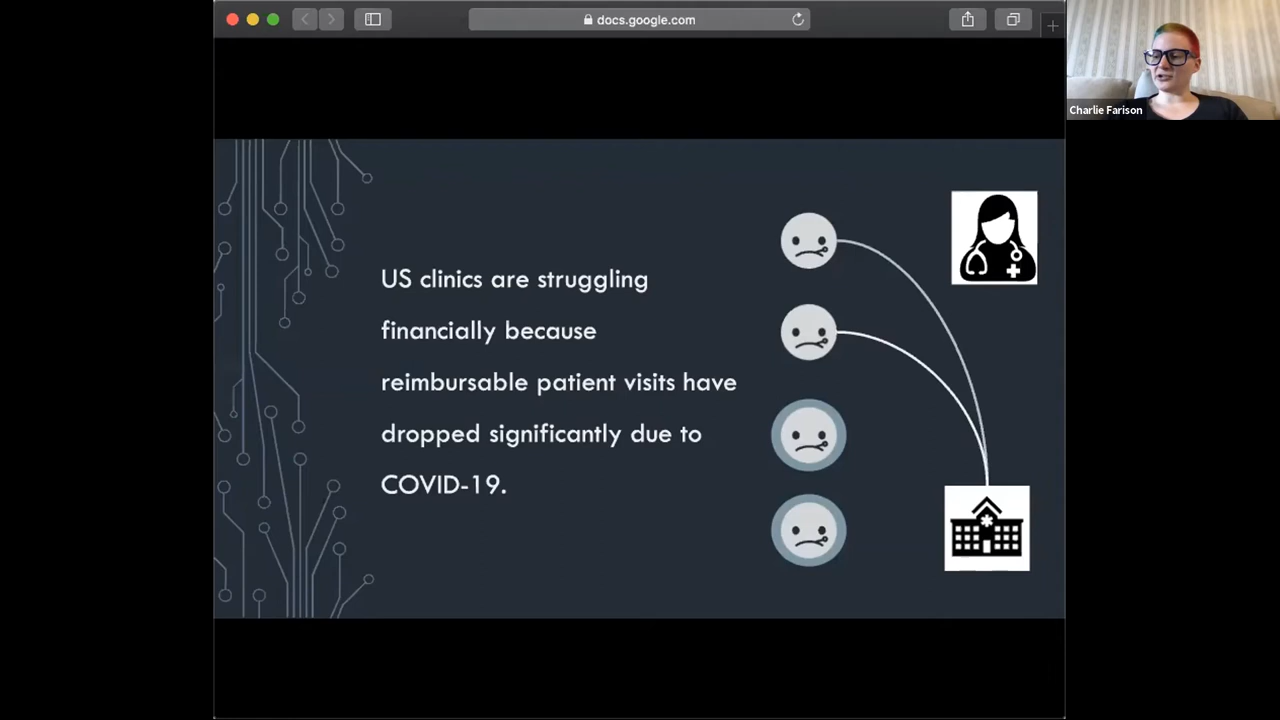 docs.google.com
Charlie Farison
US clinics are struggling
financially because
reimbursable patient visits have
dropped significantly due to
COVID-19.